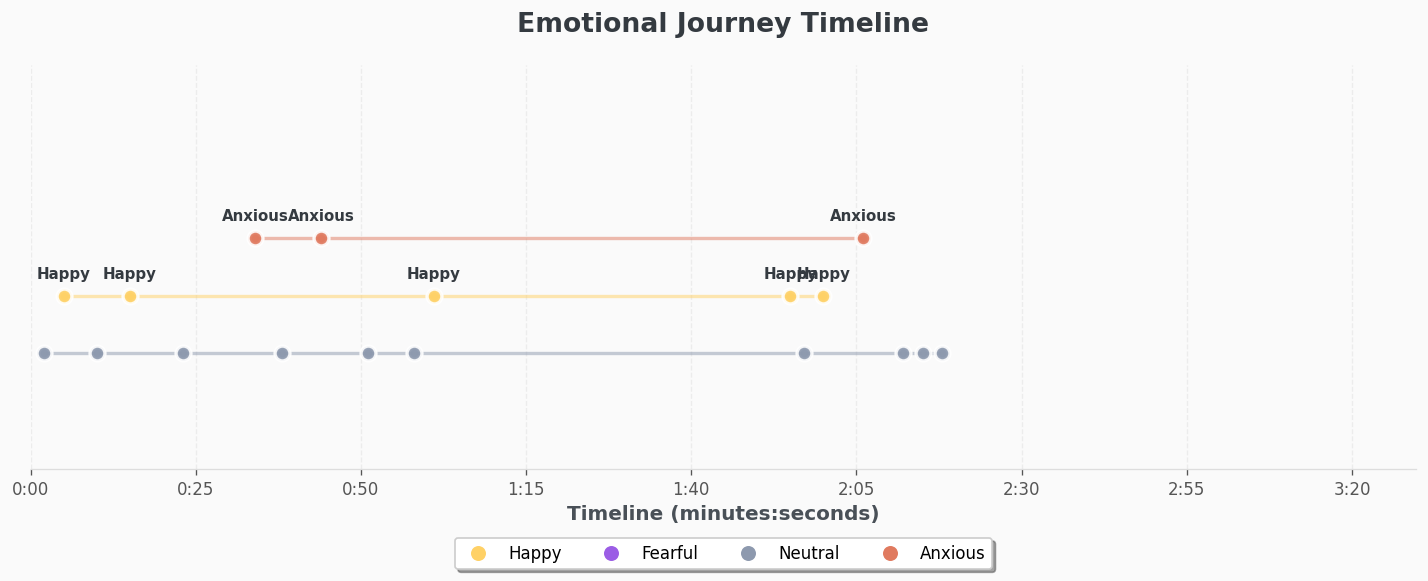 Emotional Journey Timeline
Anxious Anxious Anxious
Happy Happy Happy Happy Happy
0:00 0:25 0:50 1:15 1:40 2:05 2:30 2:55 3:20
Timeline (minutes:seconds)
Happy Fearful Neutral Anxious